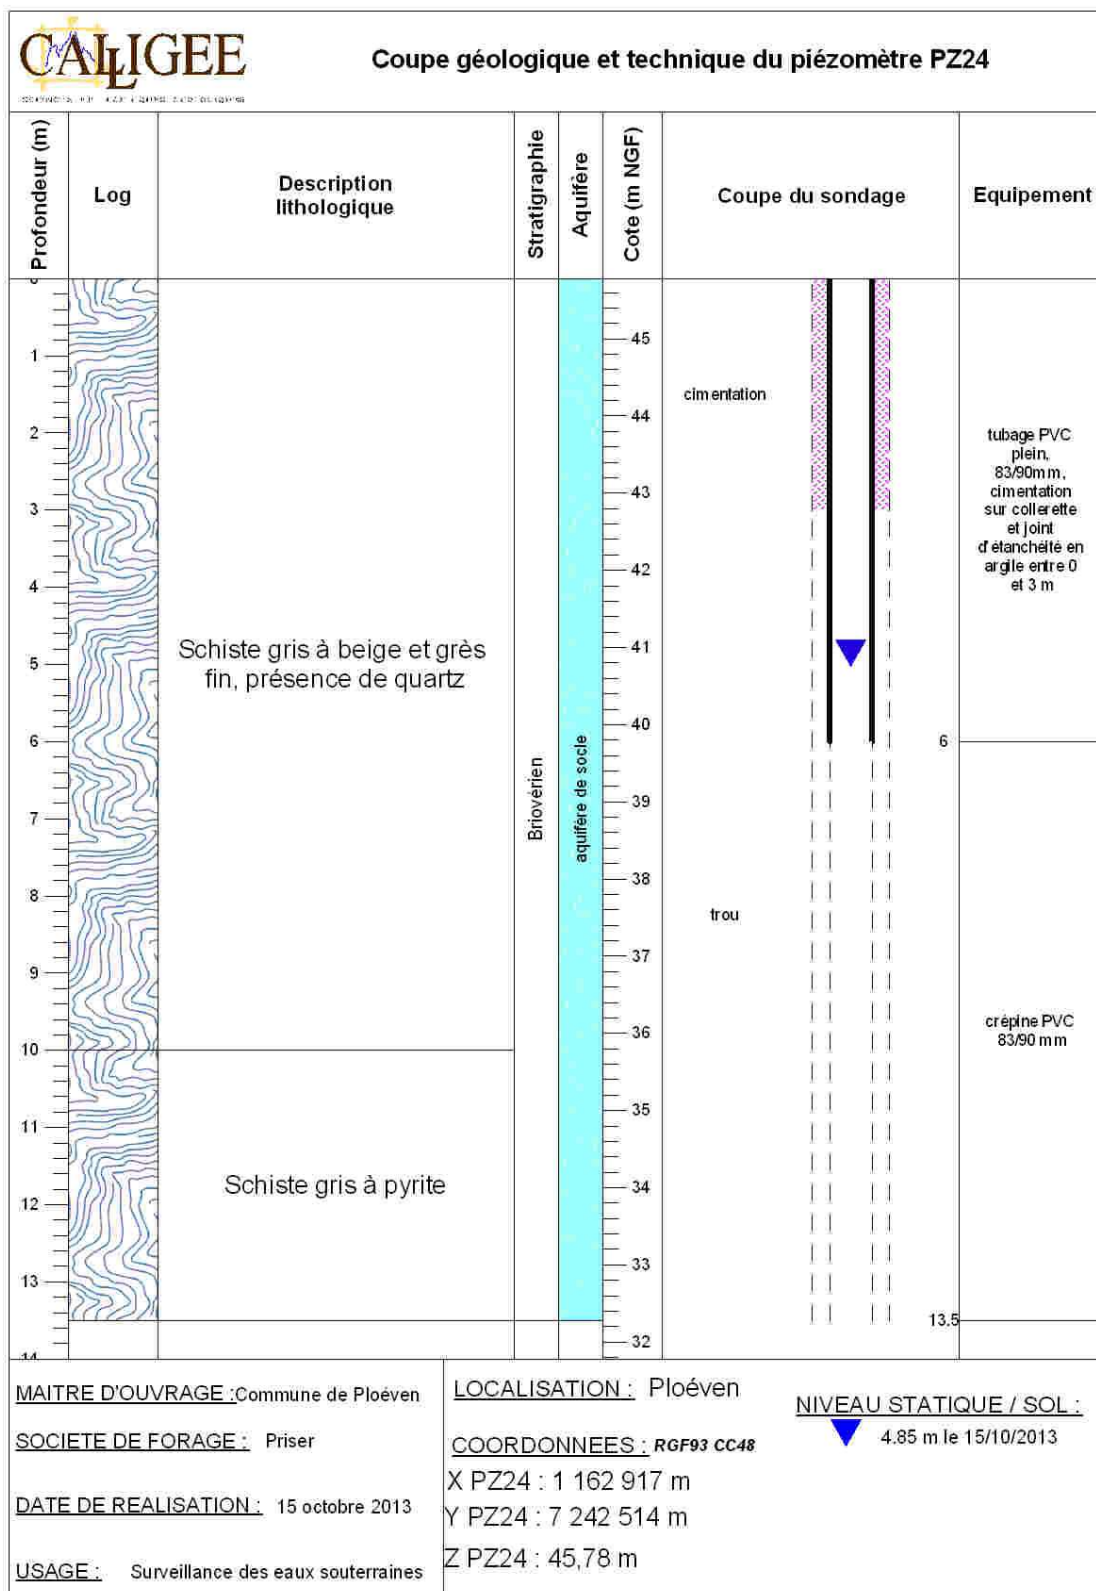 CALLIGEE
Coupe géologique et technique du piézomètre PZ24
Profondeur (m)
Log
Description
lithologique
Stratigraphie
Aquifère
Cote (m NGF)
Coupe du sondage
Equipement
0
1
2
3
4
5
6
7
8
9
10
11
12
13
14
Schiste gris à beige et grès
fin, présence de quartz
Schiste gris à pyrite
Briovérien
aquifère de socle
45
44
43
42
41
40
39
38
37
36
35
34
33
32
cimentation
trou
6
13.5
tubage PVC
plein,
83/90mm,
cimentation
sur collerette
et joint
d'étanchéité en
argile entre 0
et 3 m
crépine PVC
83/90 mm
MAITRE D'OUVRAGE : Commune de Ploéven
SOCIETE DE FORAGE : Priser
DATE DE REALISATION : 15 octobre 2013
USAGE : Surveillance des eaux souterraines
LOCALISATION : Ploéven
COORDONNEES : RGF93 CC48
X PZ24 : 1 162 917 m
Y PZ24 : 7 242 514 m
Z PZ24 : 45,78 m
NIVEAU STATIQUE / SOL :
4.85 m le 15/10/2013